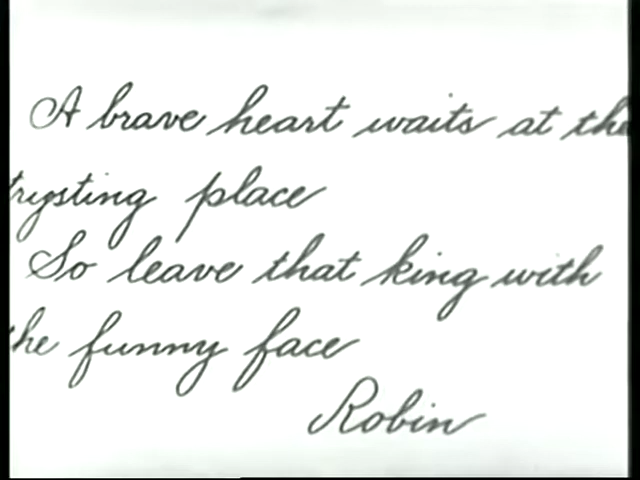 A brave heart waits at the
trysting place
So leave that king with
the funny face
Robin